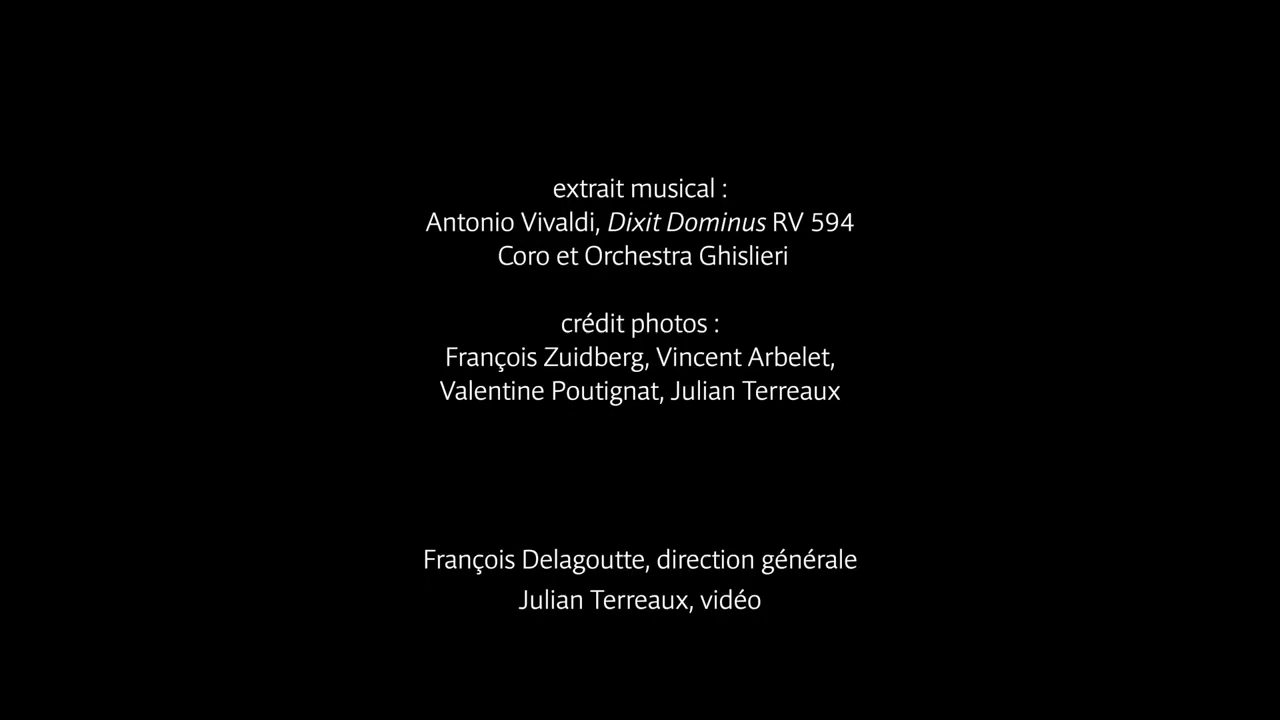 extrait musical :
Antonio Vivaldi, Dixit Dominus RV 594
Coro et Orchestra Ghislieri
crédit photos :
François Zuidberg, Vincent Arbelet,
Valentine Poutignat, Julian Terreaux
François Delagoutte, direction générale
Julian Terreaux, vidéo